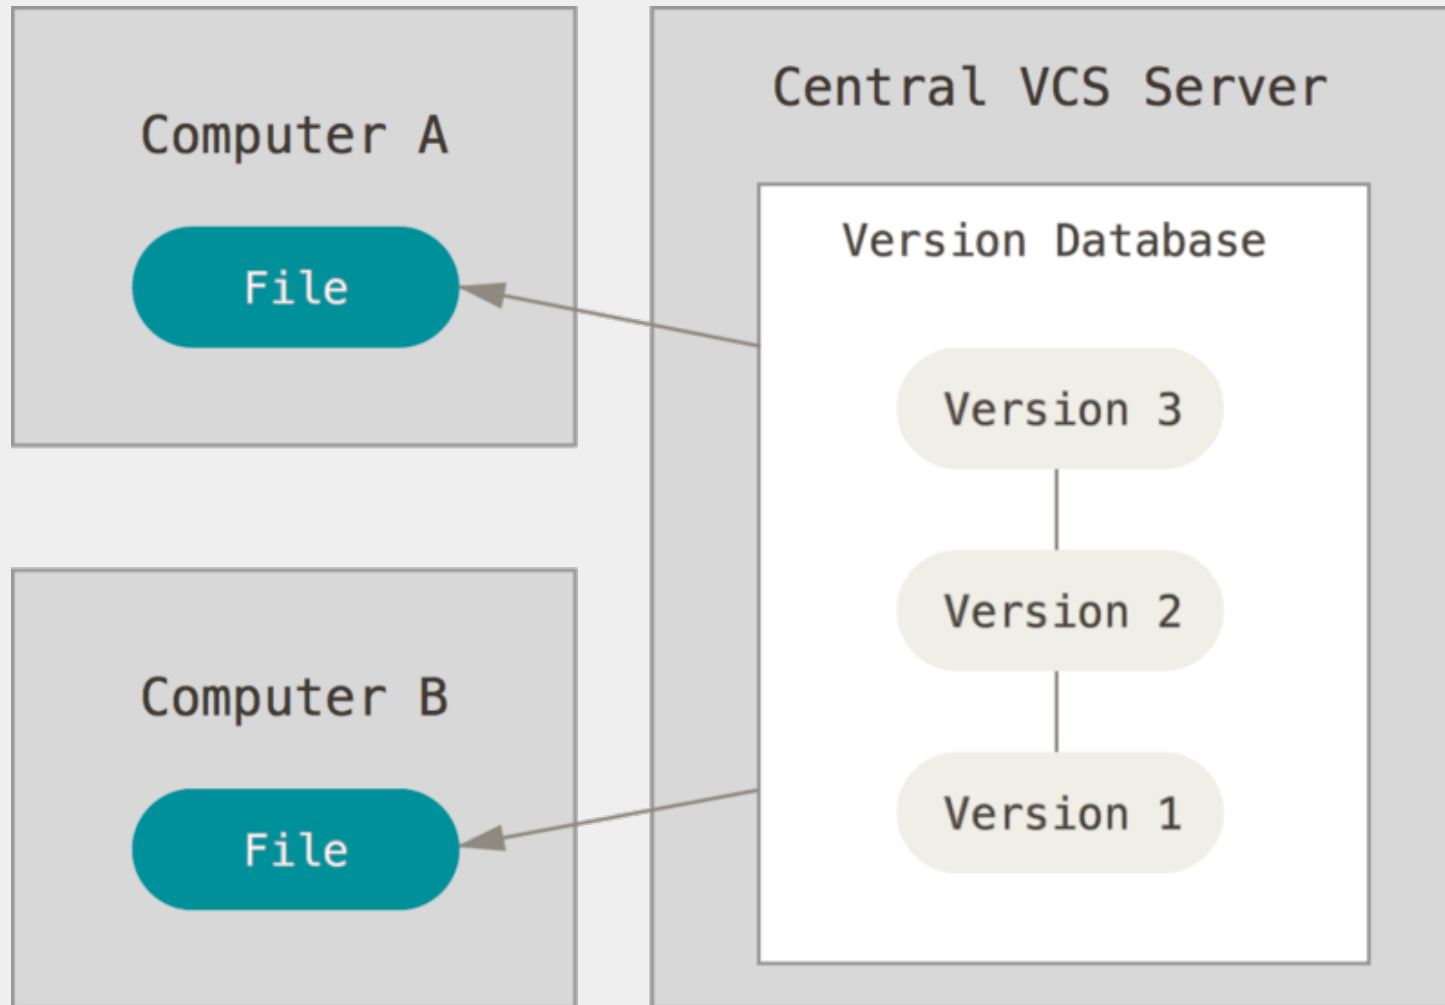 Computer A
File
Computer B
File
Central VCS Server
Version Database
Version 3
Version 2
Version 1